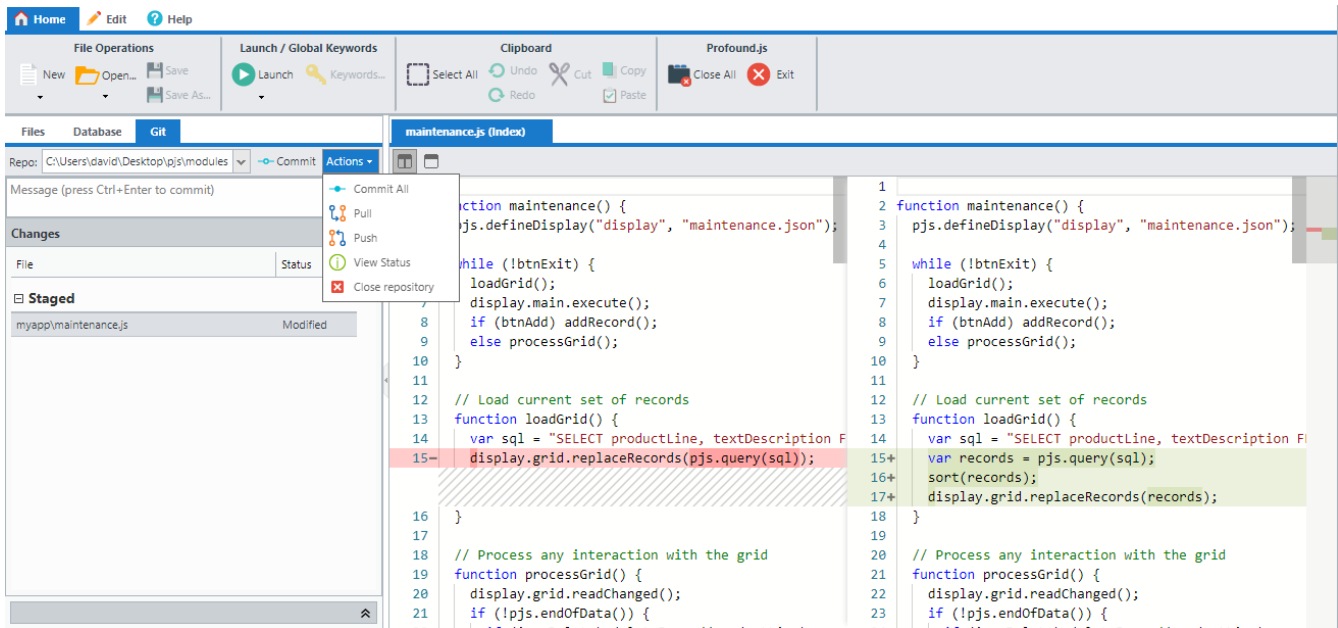 Home Edit Help
File Operations Launch / Global Keywords Clipboard Profound.js
New Open... Save Save As... Launch Keywords... Select All Undo Redo Cut Copy Paste Close All Exit
Files Database Git
Repo: C:\Users\david\Desktop\pjs\modules Commit Actions
Message (press Ctrl+Enter to commit)
Changes
File Status
Staged
myapp\maintenance.js Modified
Commit All
Pull
Push
View Status
Close repository
maintenance.js (Index)
ction maintenance() {
js.defineDisplay("display", "maintenance.json");
while (!btnExit) {
loadGrid();
7 display.main.execute();
8 if (btnAdd) addRecord();
9 else processGrid();
10 }
11
12 // Load current set of records
13 function loadGrid() {
14 var sql = "SELECT productLine, textDescription F
15- display.grid.replaceRecords(pjs.query(sql));
16 }
17
18 // Process any interaction with the grid
19 function processGrid() {
20 display.grid.readChanged();
21 if (!pjs.endOfData()) {
1
2 function maintenance() {
3 pjs.defineDisplay("display", "maintenance.json");
4
5 while (!btnExit) {
6 loadGrid();
7 display.main.execute();
8 if (btnAdd) addRecord();
9 else processGrid();
10 }
11
12 // Load current set of records
13 function loadGrid() {
14 var sql = "SELECT productLine, textDescription F
15+ var records = pjs.query(sql);
16+ sort(records);
17+ display.grid.replaceRecords(records);
18 }
19
20 // Process any interaction with the grid
21 function processGrid() {
22 display.grid.readChanged();
23 if (!pjs.endOfData()) {